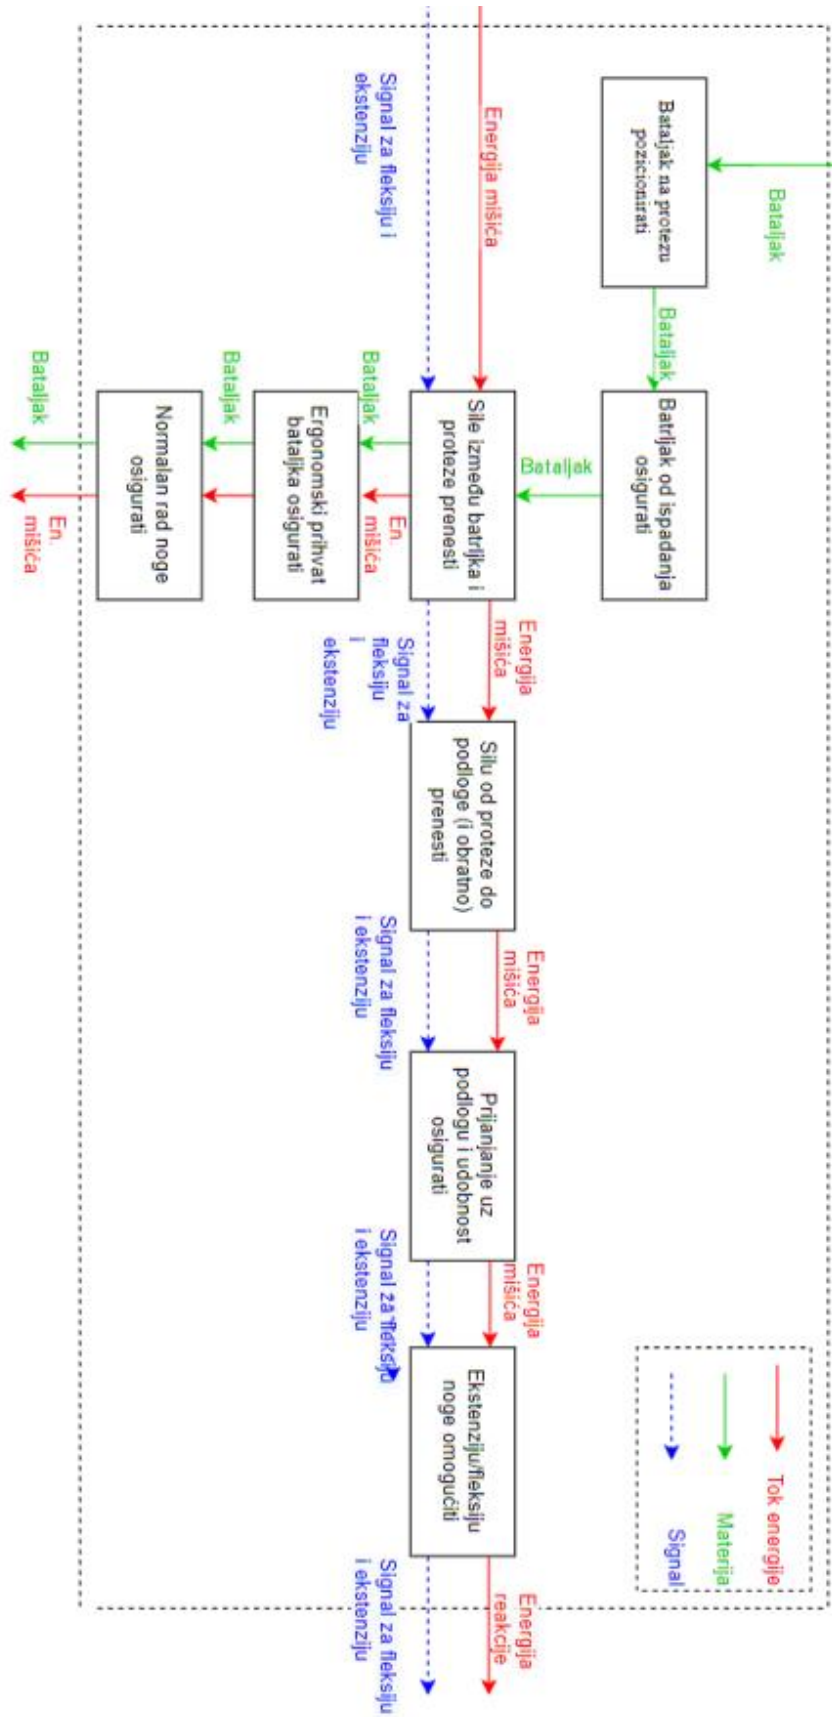 Bataljak
Bataljak na protezu
pozicionirati
Bataljak
Batrljak od ispadanja
osigurati
Tok energije
Materija
Signal
Bataljak
Energija mišića
Signal za fleksiju i
ekstenziju
Sile između batrljka i
proteze prenesti
Energija
mišića
Signal za
fleksiju
i
ekstenziju
Silu od proteze do
podloge (i obratno)
prenesti
Energija
mišića
Signal za fleksiju
i ekstenziju
Prijanjanje uz
podlogu i udobnost
osigurati
Energija
mišića
Signal za fleksiju
i ekstenziju
Ekstenziju/fleksiju
noge omogućiti
Energija
reakcije
Signal za fleksiju
i ekstenziju
Bataljak
En.
mišića
Ergonomski prihvat
bataljka osigurati
Bataljak
Normalan rad noge
osigurati
Bataljak
En.
mišića